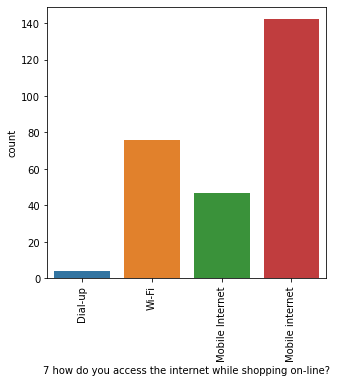 140
120
100
80
60
40
20
0
count
Dial-up
Wi-Fi
Mobile Internet
Mobile internet
7 how do you access the internet while shopping on-line?